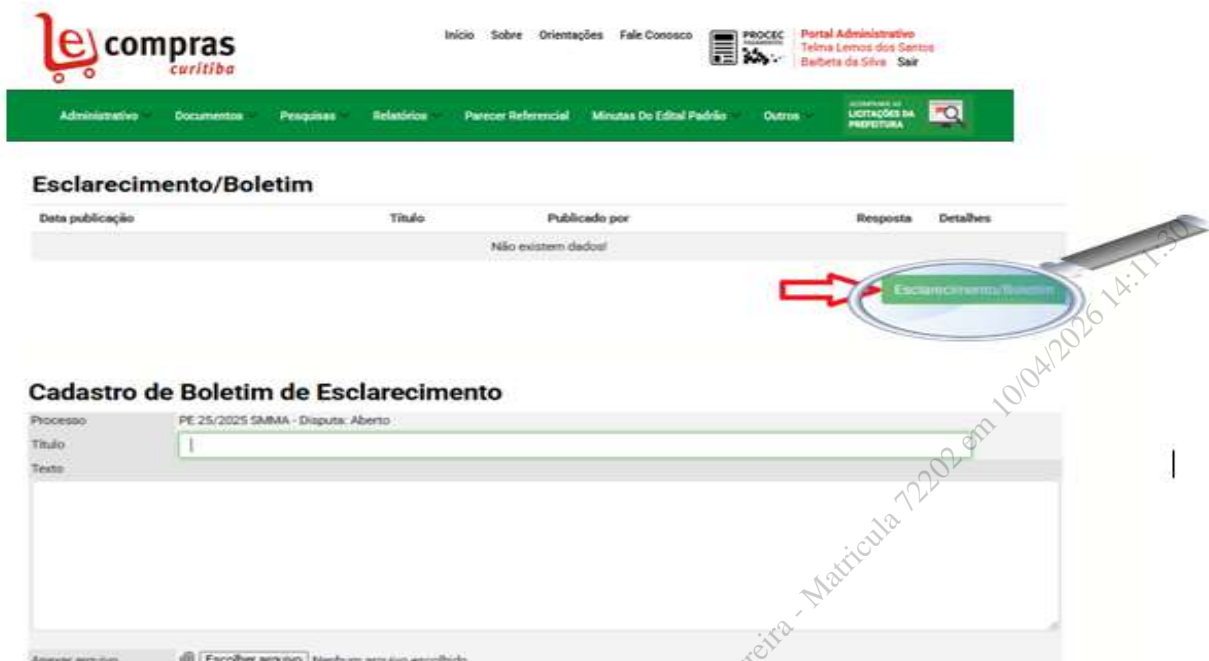 e compras
curitiba
Início Sobre Orientações Fale Conosco
PROCEC
Portal Administrativo
Telma Lemos dos Santos
Barbeta da Silva Sair
Administrativo Documentos Pesquisas Relatórios Parecer Referencial Minutas Do Edital Padrão Outros
LICITAÇÕES DA
PREFEITURA
Esclarecimento/Boletim
Data publicação Título Publicado por Resposta Detalhes
Não existem dados!
Esclarecimento/Boletim
Cadastro de Boletim de Esclarecimento
Processo PE 25/2025 SMMA - Disputa: Aberto
Título
Texto
Anexar arquivo Escolher arquivo Nenhum arquivo escolhido
eira - Matricula 72202 em 10/04/2026 14:11:30